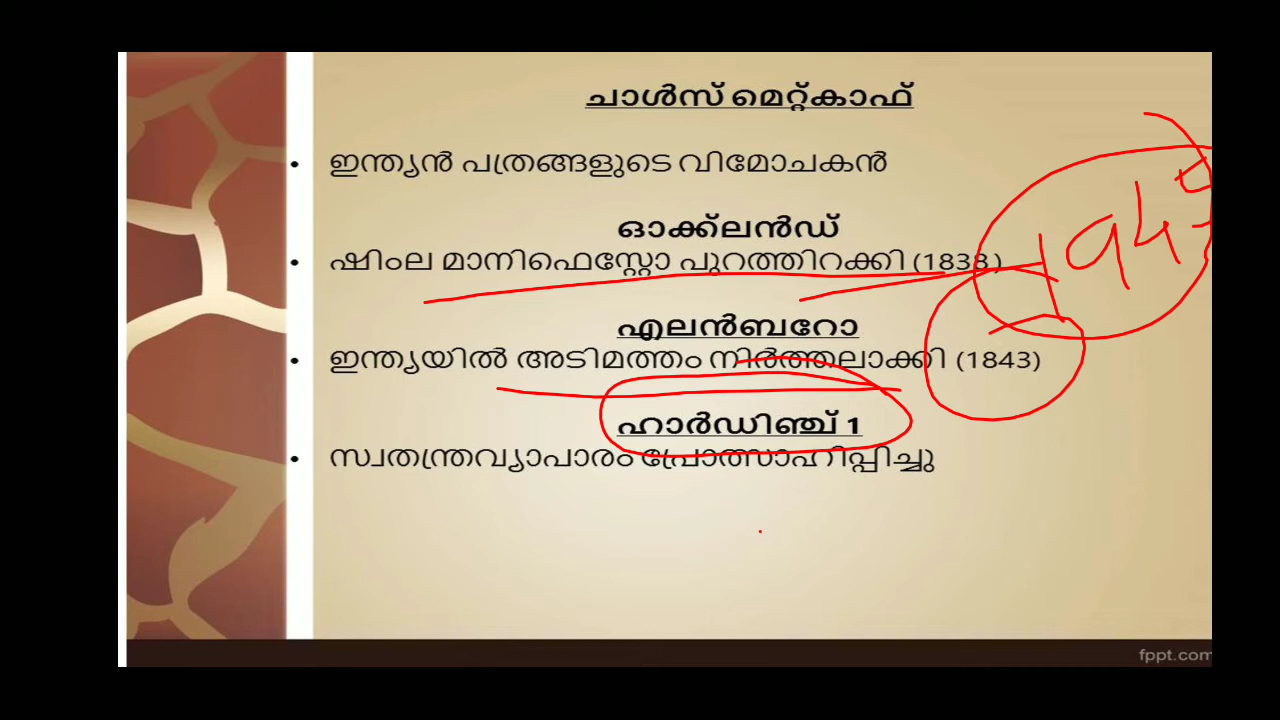 ചാൾസ് മെറ്റ്കാഫ്
• ഇന്ത്യൻ പത്രങ്ങളുടെ വിമോചകൻ
ഓക്ക്ലൻഡ്
• ഷിംല മാനിഫെസ്റ്റോ പുറത്തിറക്കി (1838)
എലൻബറോ
• ഇന്ത്യയിൽ അടിമത്തം നിർത്തലാക്കി (1843)
ഹാർഡിഞ്ച് 1
• സ്വതന്ത്രവ്യാപാരം പ്രോത്സാഹിപ്പിച്ചു
fppt.com